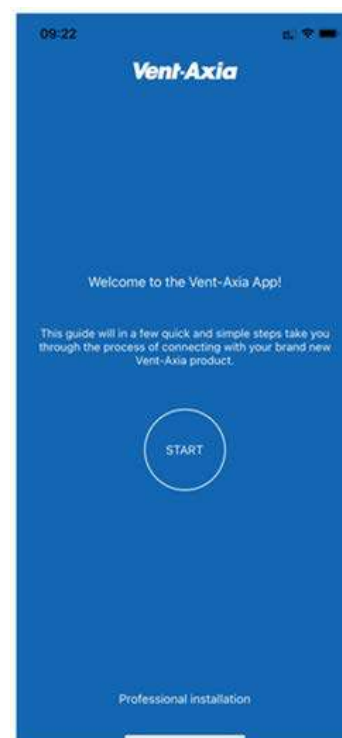 09:22
Vent-Axia
Welcome to the Vent-Axia App!
This guide will in a few quick and simple steps take you
through the process of connecting with your brand new
Vent-Axia product.
START
Professional installation